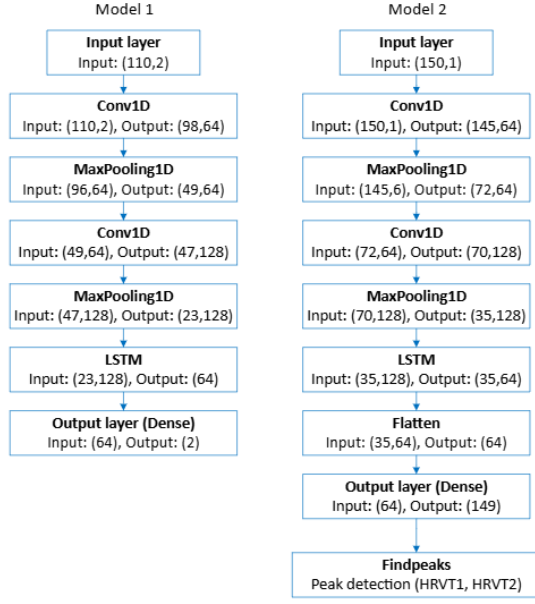 Model 1
Input layer
Input: (110,2)
Conv1D
Input: (110,2), Output: (98,64)
MaxPooling1D
Input: (96,64), Output: (49,64)
Conv1D
Input: (49,64), Output: (47,128)
MaxPooling1D
Input: (47,128), Output: (23,128)
LSTM
Input: (23,128), Output: (64)
Output layer (Dense)
Input: (64), Output: (2)
Model 2
Input layer
Input: (150,1)
Conv1D
Input: (150,1), Output: (145,64)
MaxPooling1D
Input: (145,6), Output: (72,64)
Conv1D
Input: (72,64), Output: (70,128)
MaxPooling1D
Input: (70,128), Output: (35,128)
LSTM
Input: (35,128), Output: (35,64)
Flatten
Input: (35,64), Output: (64)
Output layer (Dense)
Input: (64), Output: (149)
Findpeaks
Peak detection (HRVT1, HRVT2)